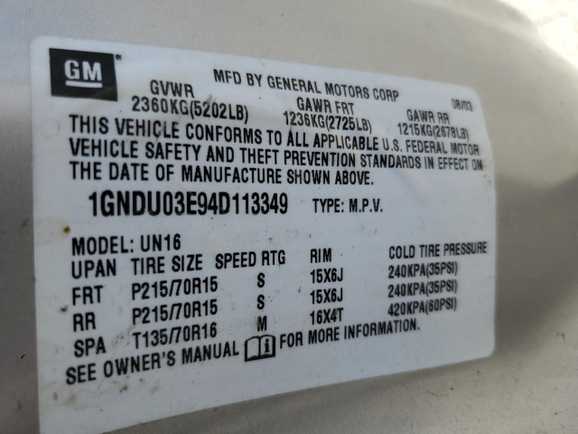 GM
MFD BY GENERAL MOTORS CORP 08/03
GVWR GAWR FRT GAWR RR
2360KG(5202LB) 1236KG(2725LB) 1215KG(2678LB)
THIS VEHICLE CONFORMS TO ALL APPLICABLE U.S. FEDERAL MOTOR
VEHICLE SAFETY AND THEFT PREVENTION STANDARDS IN EFFECT ON
THE DATE OF MANUFACTURE SHOWN ABOVE.
1GNDU03E94D113349 TYPE: M.P.V.
MODEL: UN16
UPAN TIRE SIZE SPEED RTG RIM COLD TIRE PRESSURE
FRT P215/70R15 S 15X6J 240KPA(35PSI)
RR P215/70R15 S 15X6J 240KPA(35PSI)
SPA T135/70R16 M 16X4T 420KPA(60PSI)
SEE OWNER'S MANUAL FOR MORE INFORMATION.